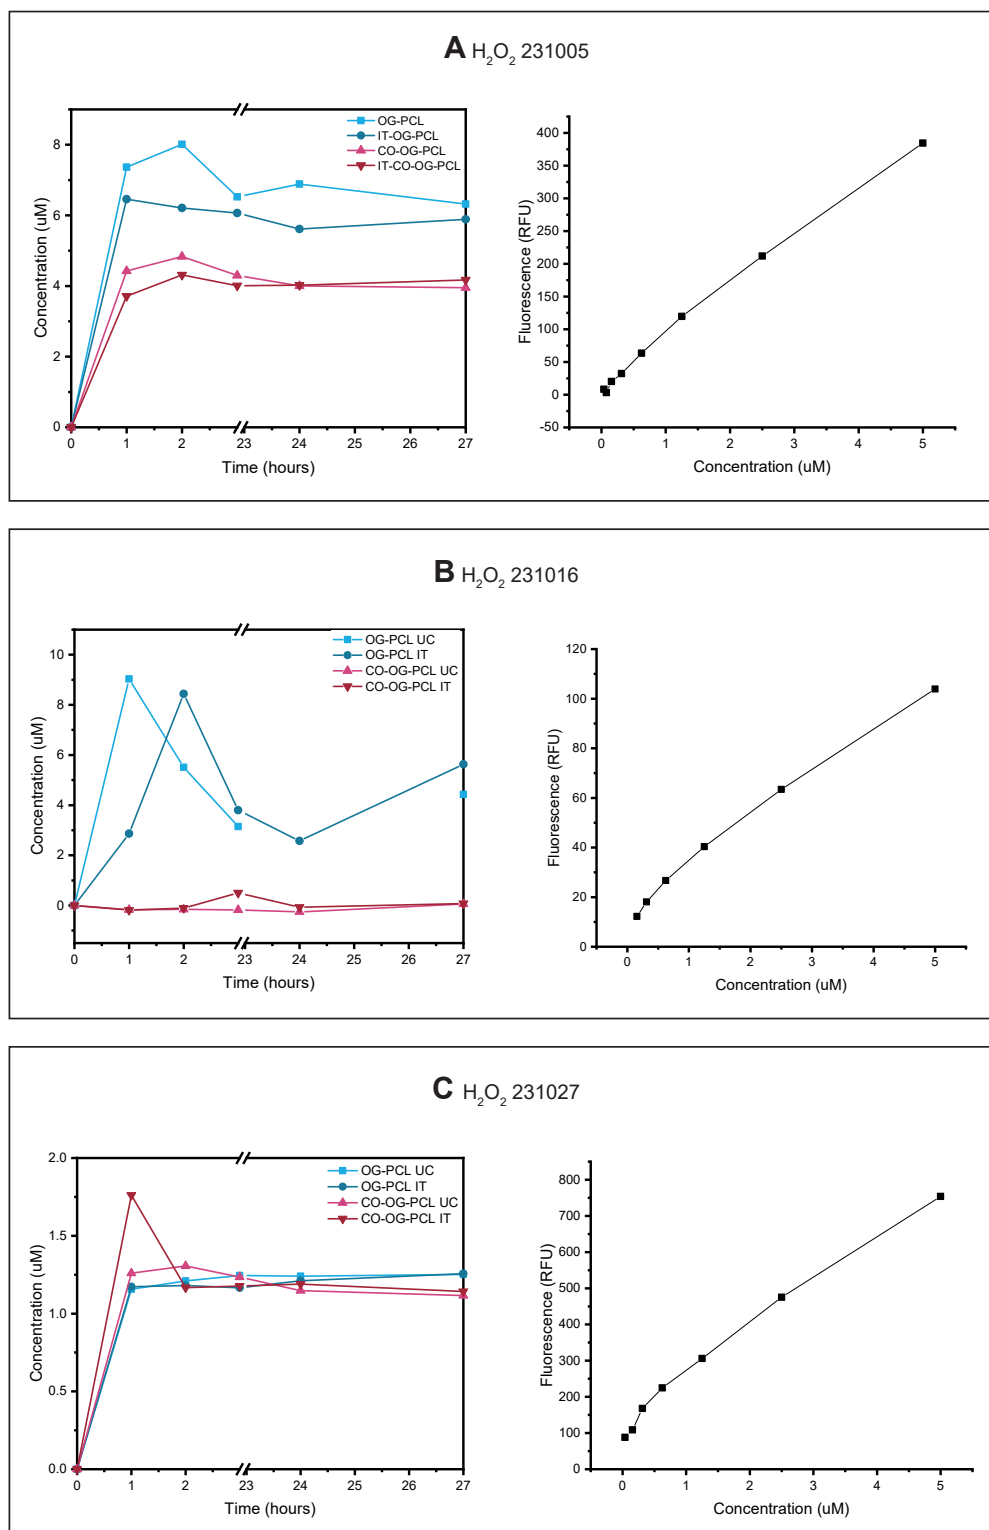 A H2O2 231005
OG-PCL
IT-OG-PCL
CO-OG-PCL
IT-CO-OG-PCL
Concentration (uM)
8
6
4
2
0
0 1 2 23 24 27
Time (hours)
Fluorescence (RFU)
400
350
300
250
200
150
100
50
0
-50
0 1 2 3 4 5
Concentration (uM)
B H2O2 231016
OG-PCL UC
OG-PCL IT
CO-OG-PCL UC
CO-OG-PCL IT
Concentration (uM)
10
8
6
4
2
0
0 1 2 23 24 27
Time (hours)
Fluorescence (RFU)
120
100
80
60
40
20
0
0 1 2 3 4 5
Concentration (uM)
C H2O2 231027
OG-PCL UC
OG-PCL IT
CO-OG-PCL UC
CO-OG-PCL IT
Concentration (uM)
2.0
1.5
1.0
0.5
0.0
0 1 2 23 24 27
Time (hours)
Fluorescence (RFU)
800
700
600
500
400
300
200
100
0
0 1 2 3 4 5
Concentration (uM)